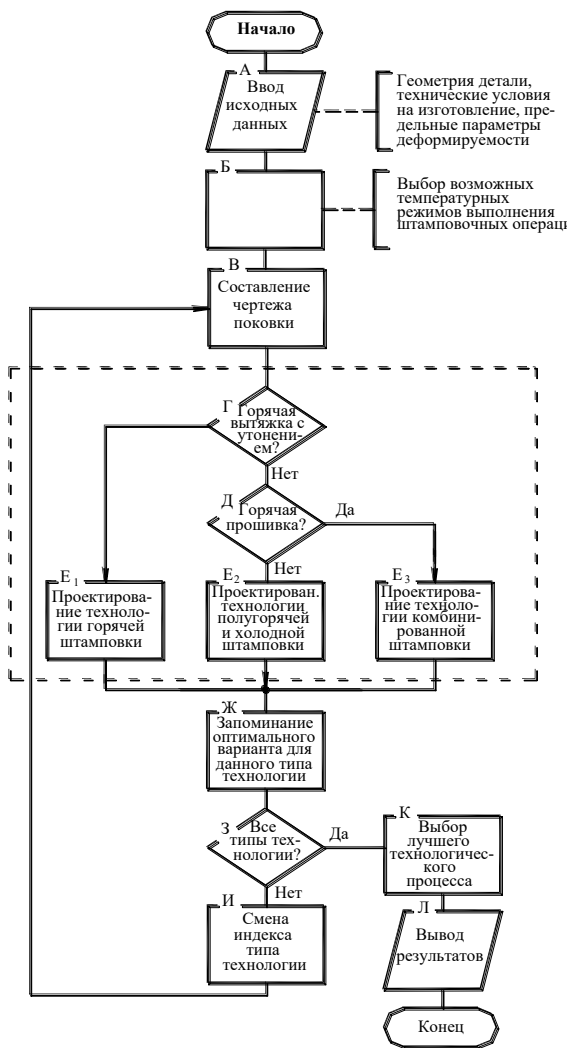 Начало
А
Ввод
исходных
данных
Геометрия детали,
технические условия
на изготовление, пре-
дельные параметры
деформируемости
Б
Выбор возможных
температурных
режимов выполнения
штамповочных операци
В
Составление
чертежа
поковки
Г
Горячая
вытяжка с
утонени-
ем?
Нет
Д
Горячая
прошивка?
Да
Нет
Е1
Проектирова-
ние техноло-
гии горячей
штамповки
Е2
Проектирован.
технологии
полугорячей
и холодной
штамповки
Е3
Проектирова-
ние техноло-
гии комбини-
рованной
штамповки
Ж
Запоминание
оптимального
варианта для
данного типа
технологии
З
Все
типы тех-
нологии?
Да
Нет
К
Выбор
лучшего
технологичес-
кого
процесса
И
Смена
индекса
типа
технологии
Л
Вывод
результатов
Конец